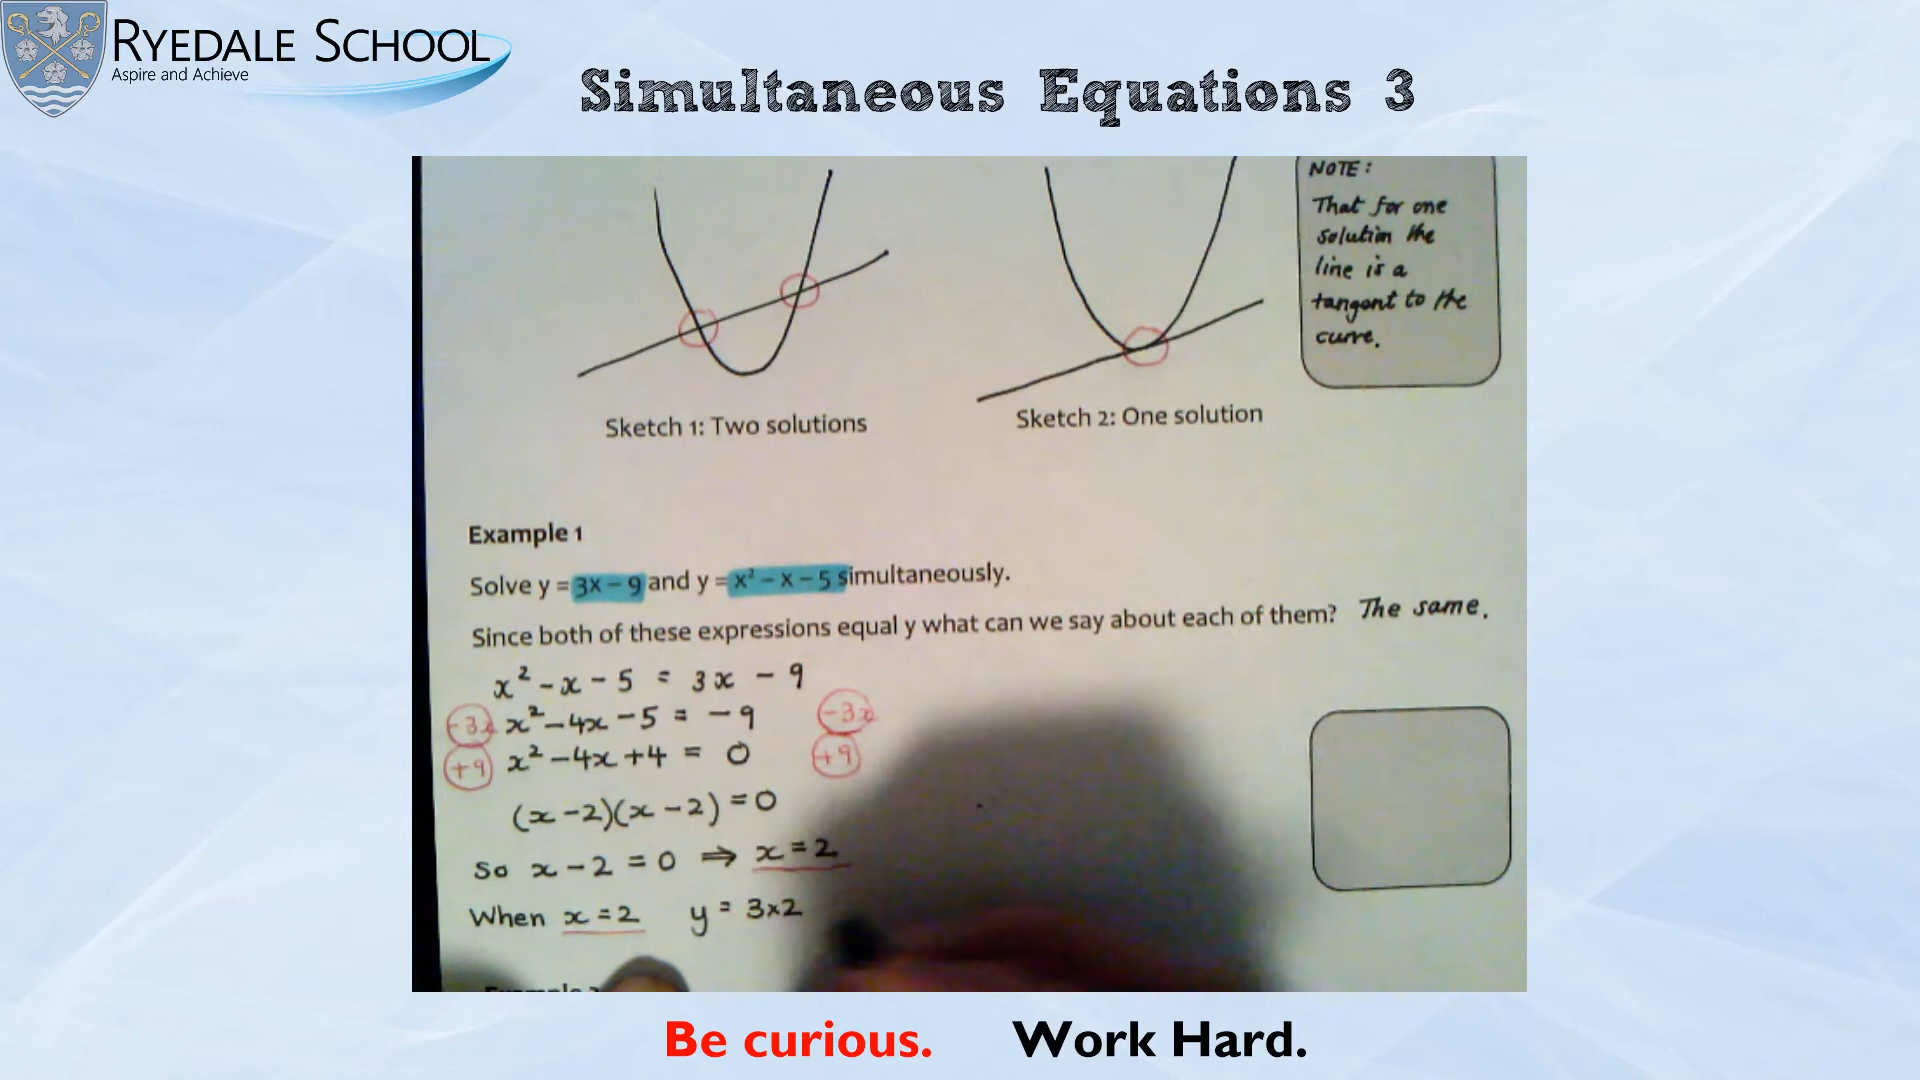 RYEDALE SCHOOL
Aspire and Achieve
Simultaneous Equations 3
NOTE:
That for one
solution the
line is a
tangent to the
curve.
Sketch 1: Two solutions
Sketch 2: One solution
Example 1
Solve y = 3x – 9 and y = x² – x – 5 simultaneously.
Since both of these expressions equal y what can we say about each of them? The same.
x² - x - 5 = 3x - 9
-3x x² - 4x - 5 = -9 -3x
+9 x² - 4x + 4 = 0 +9
(x - 2)(x - 2) = 0
So x - 2 = 0 ⇒ x = 2
When x = 2 y = 3x2
Be curious. Work Hard.